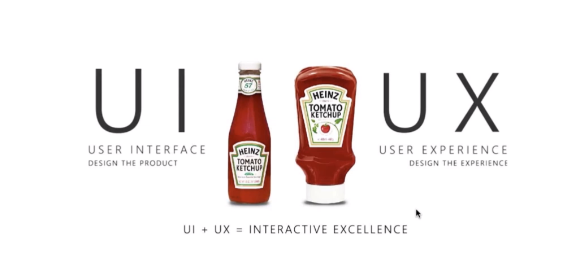 UI
USER INTERFACE
DESIGN THE PRODUCT
57
HEINZ
TOMATO
KETCHUP
HEINZ
TOMATO
KETCHUP
UX
USER EXPERIENCE
DESIGN THE EXPERIENCE
UI + UX = INTERACTIVE EXCELLENCE